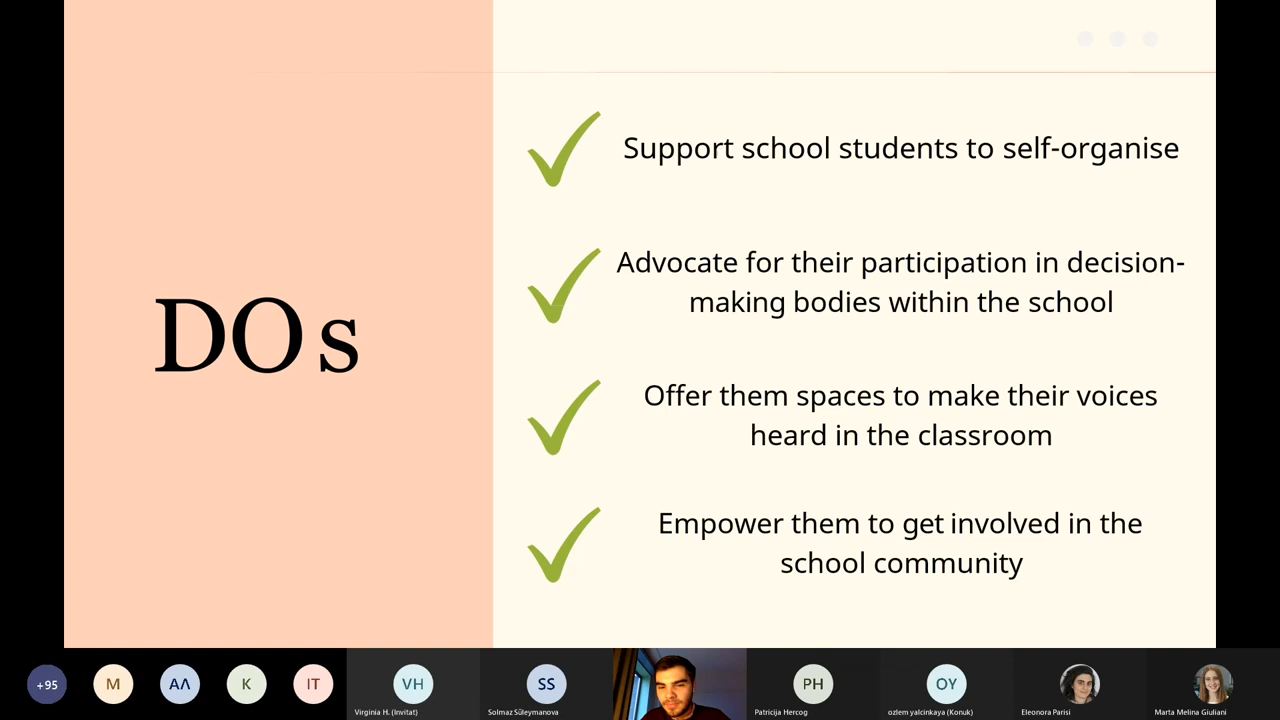 DOs
Support school students to self-organise
Advocate for their participation in decision-
making bodies within the school
Offer them spaces to make their voices
heard in the classroom
Empower them to get involved in the
school community
+95
M
AΛ
K
IT
VH
Virginia H. (Invitat)
SS
Solmaz Süleymanova
PH
Patricija Hercog
OY
ozlem yalcinkaya (Konuk)
Eleonora Parisi
Marta Melina Giuliani